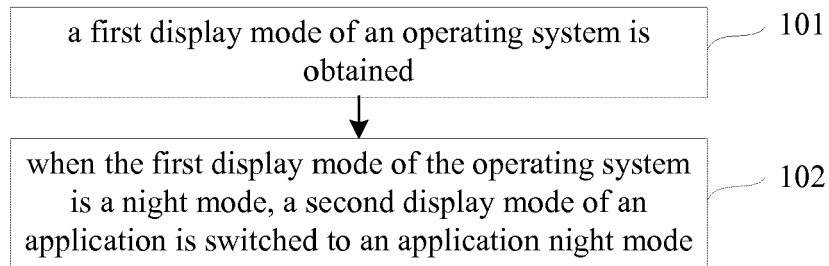 a first display mode of an operating system is
obtained
101
when the first display mode of the operating system
is a night mode, a second display mode of an
application is switched to an application night mode
102